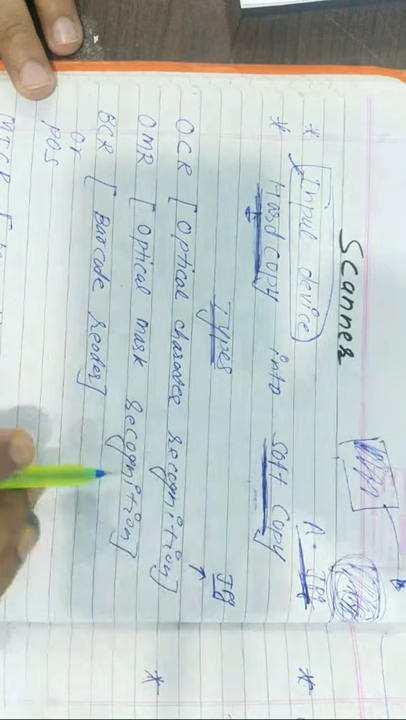 Scanner
* Input device
* Hard copy into Soft Copy
Types
OCR [optical character recognition]
OMR [optical mark recognition]
BCR [Barcode reader]
or
POS
MICR [